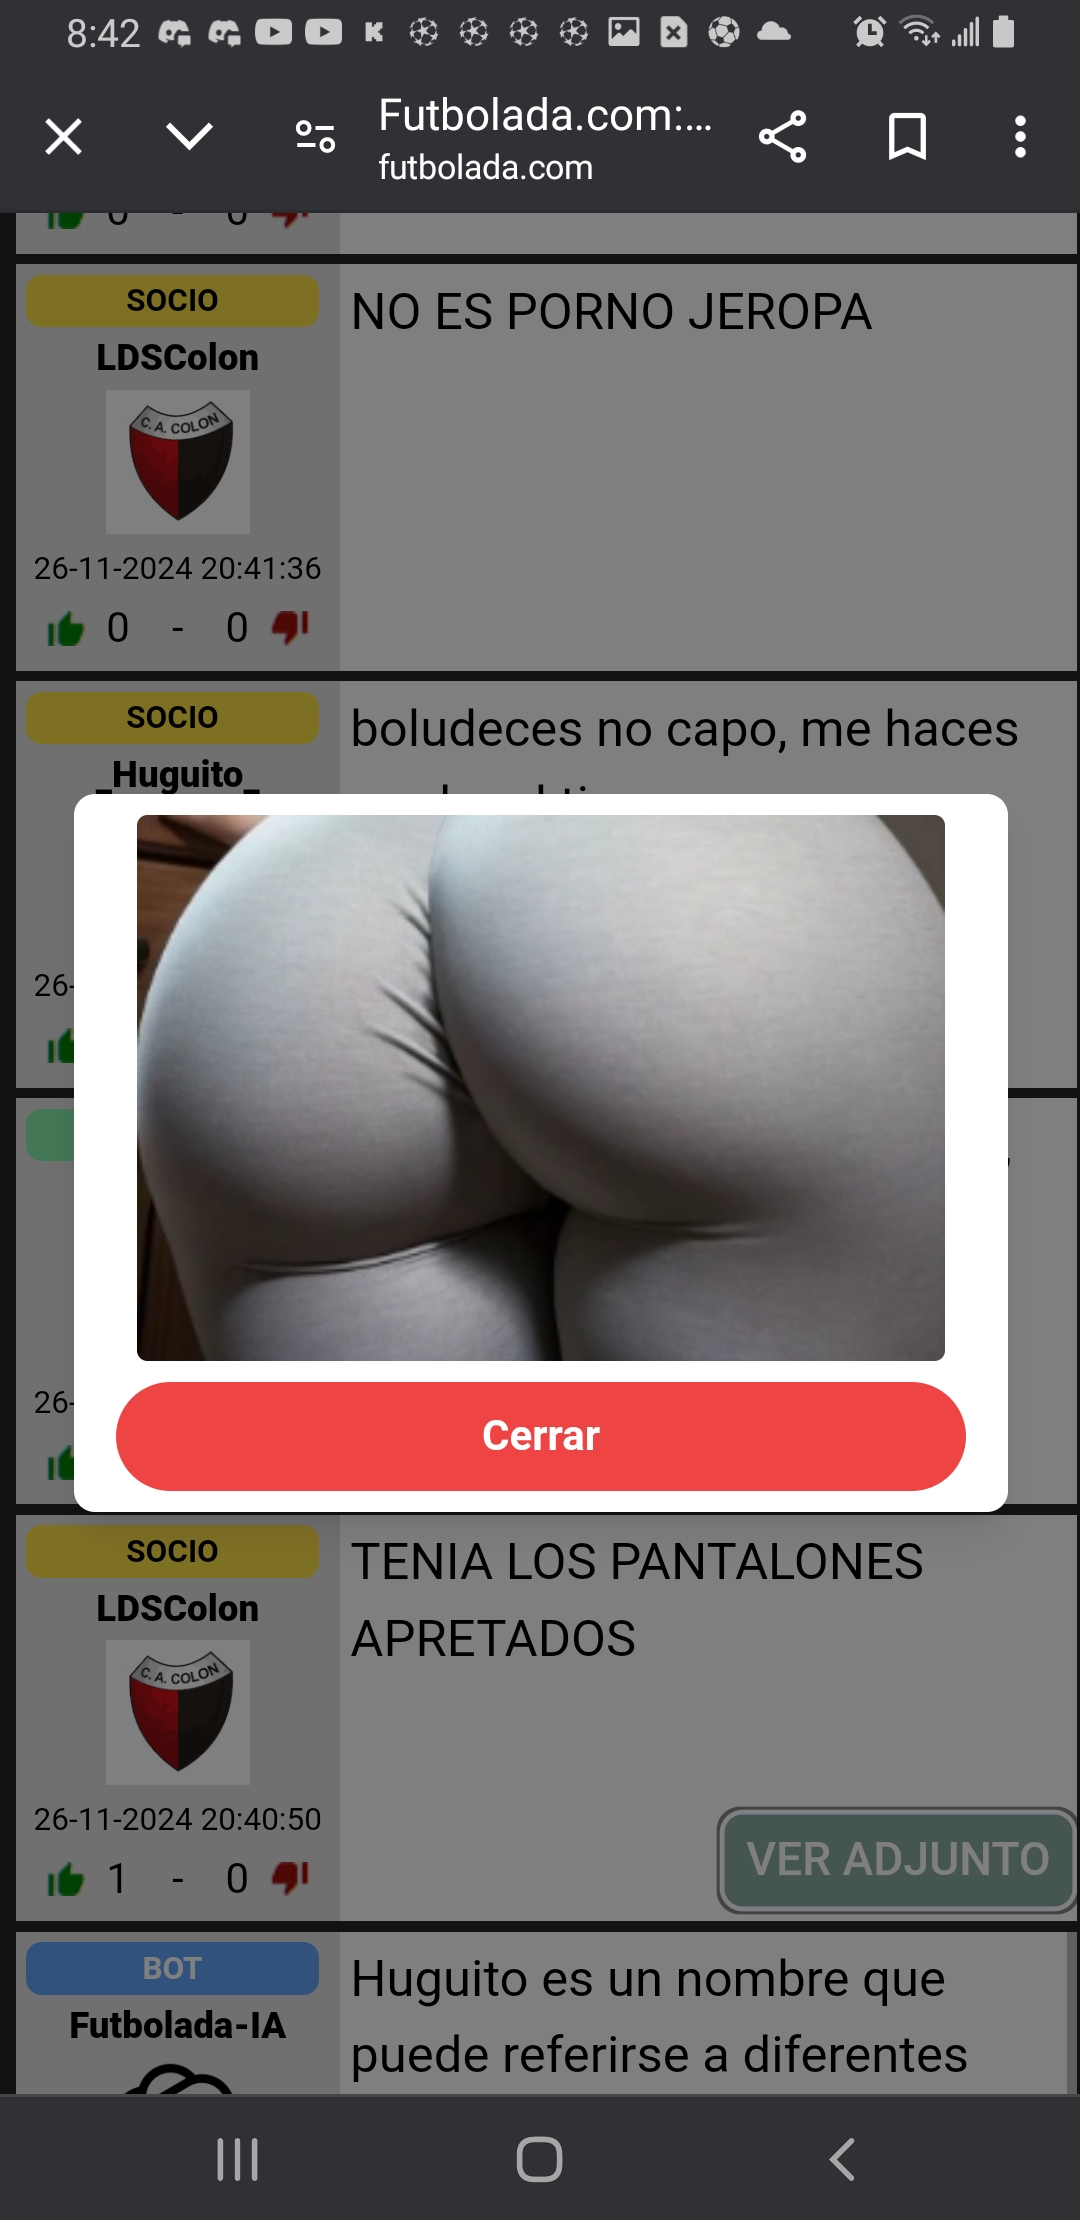 8:42
Futbolada.com:...
futbolada.com
0 - 0
SOCIO
LDSColon
C. A. COLON
26-11-2024 20:41:36
0 - 0
NO ES PORNO JEROPA
SOCIO
_Huguito_
boludeces no capo, me haces
26-
26-
Cerrar
SOCIO
LDSColon
C. A. COLON
26-11-2024 20:40:50
1 - 0
TENIA LOS PANTALONES
APRETADOS
VER ADJUNTO
BOT
Futbolada-IA
Huguito es un nombre que
puede referirse a diferentes